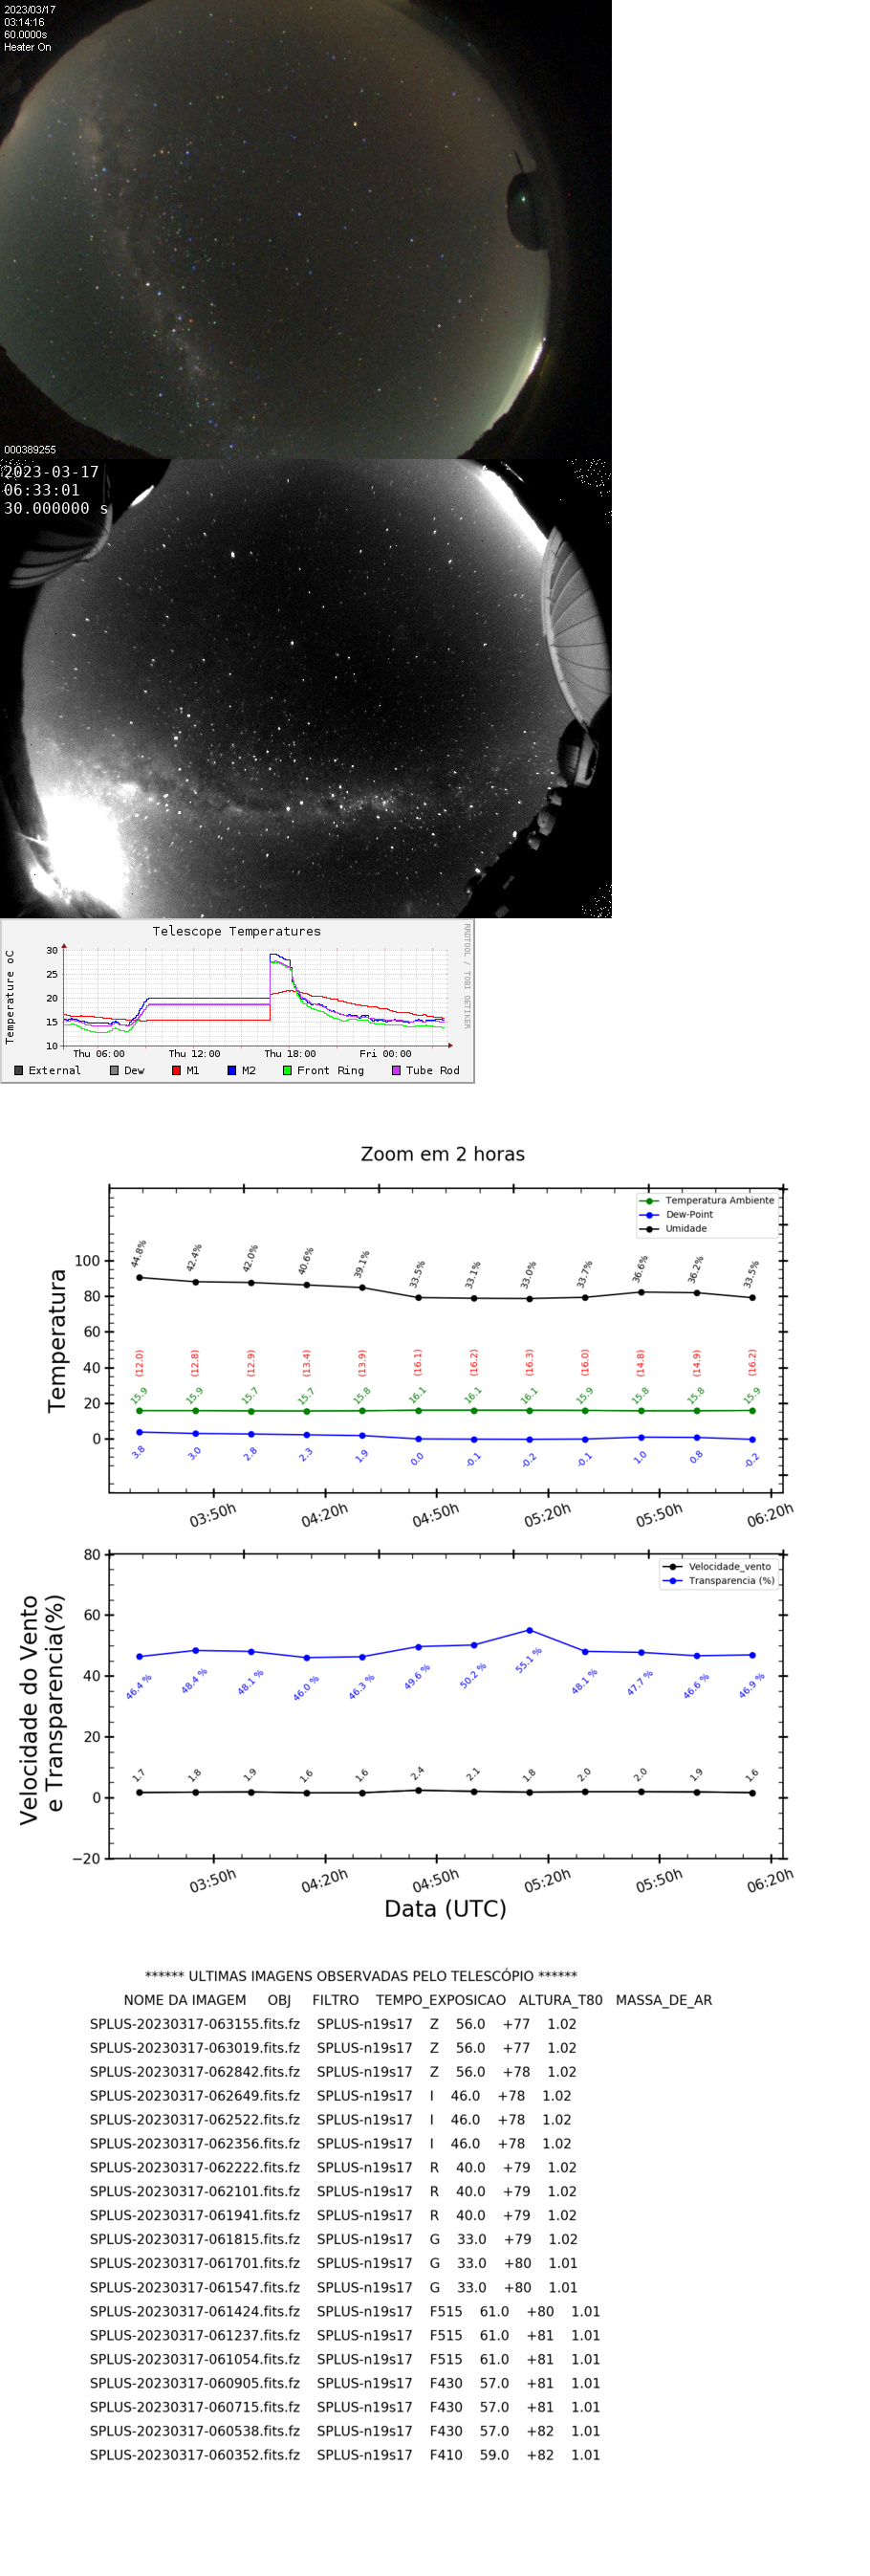 2023/03/17
03:14:16
60.0000s
Heater On
000389255
2023-03-17
06:33:01
30.000000 s
Telescope Temperatures
RRDTOOL / TOBI OETIKER
Temperature oC
30
25
20
15
10
Thu 06:00 Thu 12:00 Thu 18:00 Fri 00:00
External Dew M1 M2 Front Ring Tube Rod
Zoom em 2 horas
Temperatura Ambiente
Dew-Point
Umidade
Temperatura
100
80
60
40
20
0
44.8% 42.4% 42.0% 40.6% 39.1% 33.5% 33.1% 33.0% 33.7% 36.6% 36.2% 33.5%
(12.0) (12.8) (12.9) (13.4) (13.9) (16.1) (16.2) (16.3) (16.0) (14.8) (14.9) (16.2)
15.9 15.9 15.7 15.7 15.8 16.1 16.1 16.1 15.9 15.8 15.8 15.9
3.8 3.0 2.8 2.3 1.9 0.0 -0.1 -0.2 -0.1 1.0 0.8 -0.2
03:50h 04:20h 04:50h 05:20h 05:50h 06:20h
Velocidade do Vento
e Transparencia(%)
Velocidade_vento
Transparencia (%)
80
60
40
20
0
−20
46.4 % 48.4 % 48.1 % 46.0 % 46.3 % 49.6 % 50.2 % 55.1 % 48.1 % 47.7 % 46.6 % 46.9 %
1.7 1.8 1.9 1.6 1.6 2.4 2.1 1.8 2.0 2.0 1.9 1.6
03:50h 04:20h 04:50h 05:20h 05:50h 06:20h
Data (UTC)
****** ULTIMAS IMAGENS OBSERVADAS PELO TELESCÓPIO ******
NOME DA IMAGEM OBJ FILTRO TEMPO_EXPOSICAO ALTURA_T80 MASSA_DE_AR
SPLUS-20230317-063155.fits.fz SPLUS-n19s17 Z 56.0 +77 1.02
SPLUS-20230317-063019.fits.fz SPLUS-n19s17 Z 56.0 +77 1.02
SPLUS-20230317-062842.fits.fz SPLUS-n19s17 Z 56.0 +78 1.02
SPLUS-20230317-062649.fits.fz SPLUS-n19s17 I 46.0 +78 1.02
SPLUS-20230317-062522.fits.fz SPLUS-n19s17 I 46.0 +78 1.02
SPLUS-20230317-062356.fits.fz SPLUS-n19s17 I 46.0 +78 1.02
SPLUS-20230317-062222.fits.fz SPLUS-n19s17 R 40.0 +79 1.02
SPLUS-20230317-062101.fits.fz SPLUS-n19s17 R 40.0 +79 1.02
SPLUS-20230317-061941.fits.fz SPLUS-n19s17 R 40.0 +79 1.02
SPLUS-20230317-061815.fits.fz SPLUS-n19s17 G 33.0 +79 1.02
SPLUS-20230317-061701.fits.fz SPLUS-n19s17 G 33.0 +80 1.01
SPLUS-20230317-061547.fits.fz SPLUS-n19s17 G 33.0 +80 1.01
SPLUS-20230317-061424.fits.fz SPLUS-n19s17 F515 61.0 +80 1.01
SPLUS-20230317-061237.fits.fz SPLUS-n19s17 F515 61.0 +81 1.01
SPLUS-20230317-061054.fits.fz SPLUS-n19s17 F515 61.0 +81 1.01
SPLUS-20230317-060905.fits.fz SPLUS-n19s17 F430 57.0 +81 1.01
SPLUS-20230317-060715.fits.fz SPLUS-n19s17 F430 57.0 +81 1.01
SPLUS-20230317-060538.fits.fz SPLUS-n19s17 F430 57.0 +82 1.01
SPLUS-20230317-060352.fits.fz SPLUS-n19s17 F410 59.0 +82 1.01